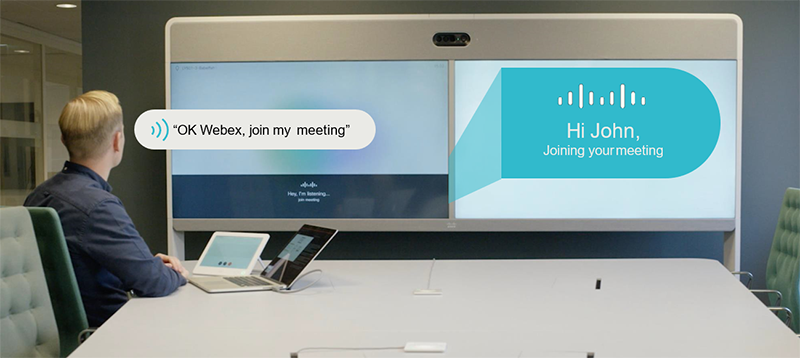 “OK Webex, join my meeting”
Hi John,
Joining your meeting
Hey, I'm listening...
join meeting